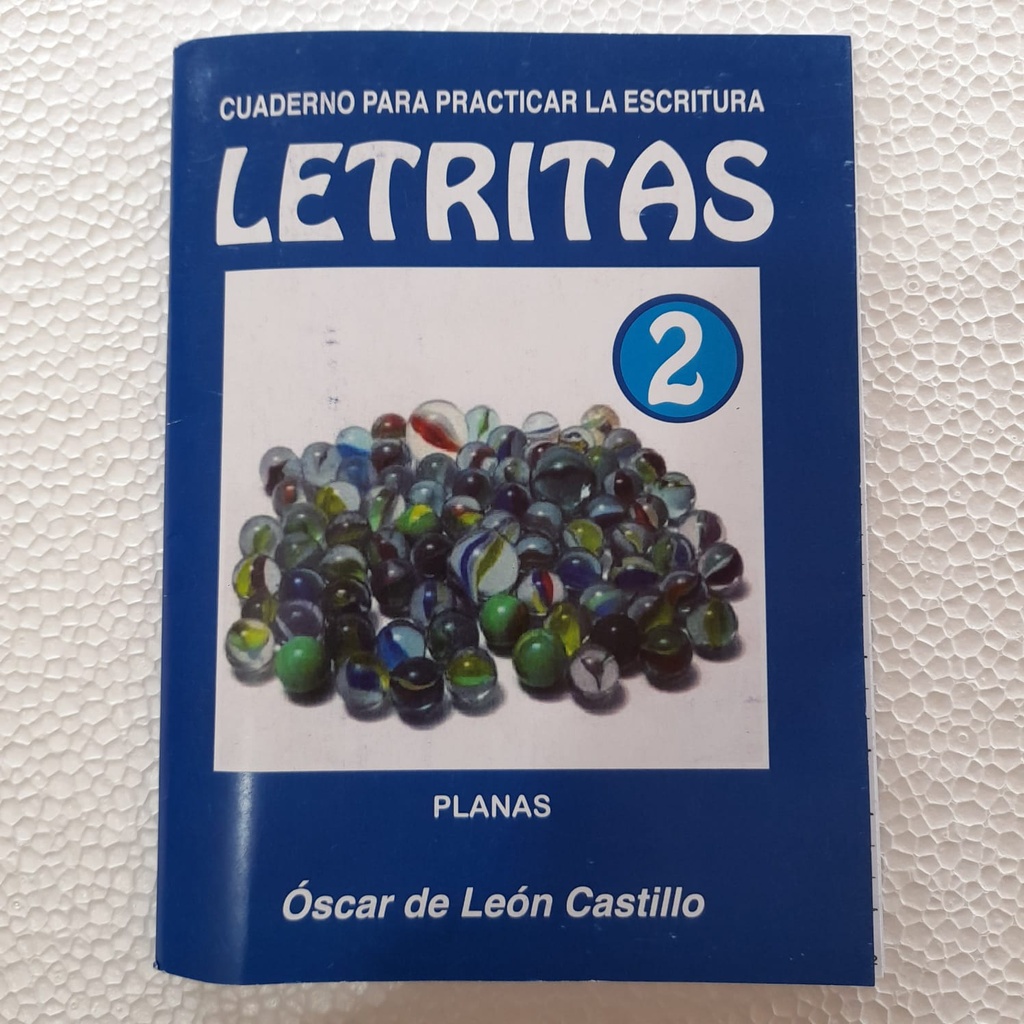 CUADERNO PARA PRACTICAR LA ESCRITURA
LETRITAS
2
PLANAS
Óscar de León Castillo